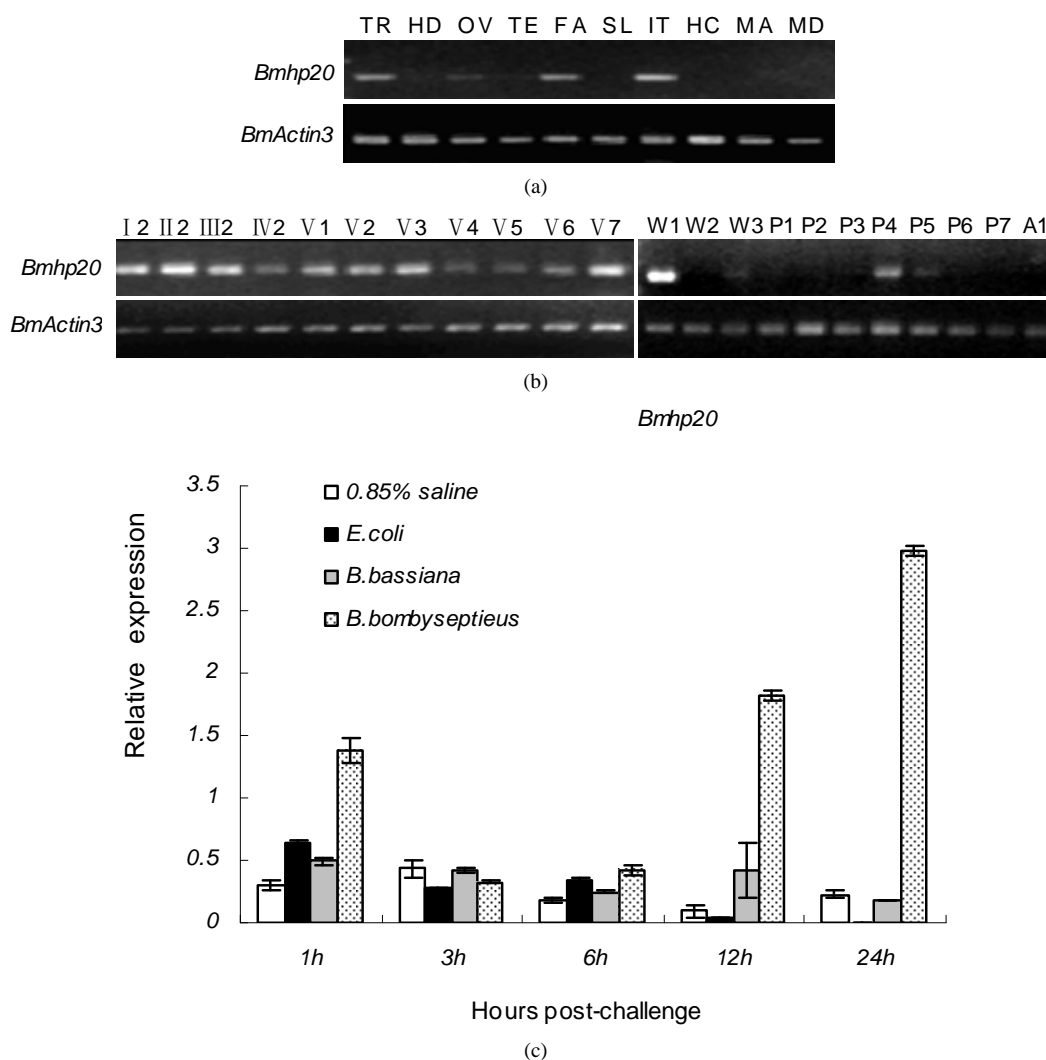 TR HD OV TE FA SL IT HC MA MD
Bmhp20
BmActin3
(a)
Ⅰ2 Ⅱ2 Ⅲ2 Ⅳ2 Ⅴ1 Ⅴ2 Ⅴ3 Ⅴ4 Ⅴ5 Ⅴ6 Ⅴ7 W1 W2 W3 P1 P2 P3 P4 P5 P6 P7 A1
Bmhp20
BmActin3
(b)
Bmhp20
3.5
3
2.5
2
1.5
1
0.5
0
Relative expression
0.85% saline
E.coli
B.bassiana
B.bombyseptieus
1h 3h 6h 12h 24h
Hours post-challenge
(c)